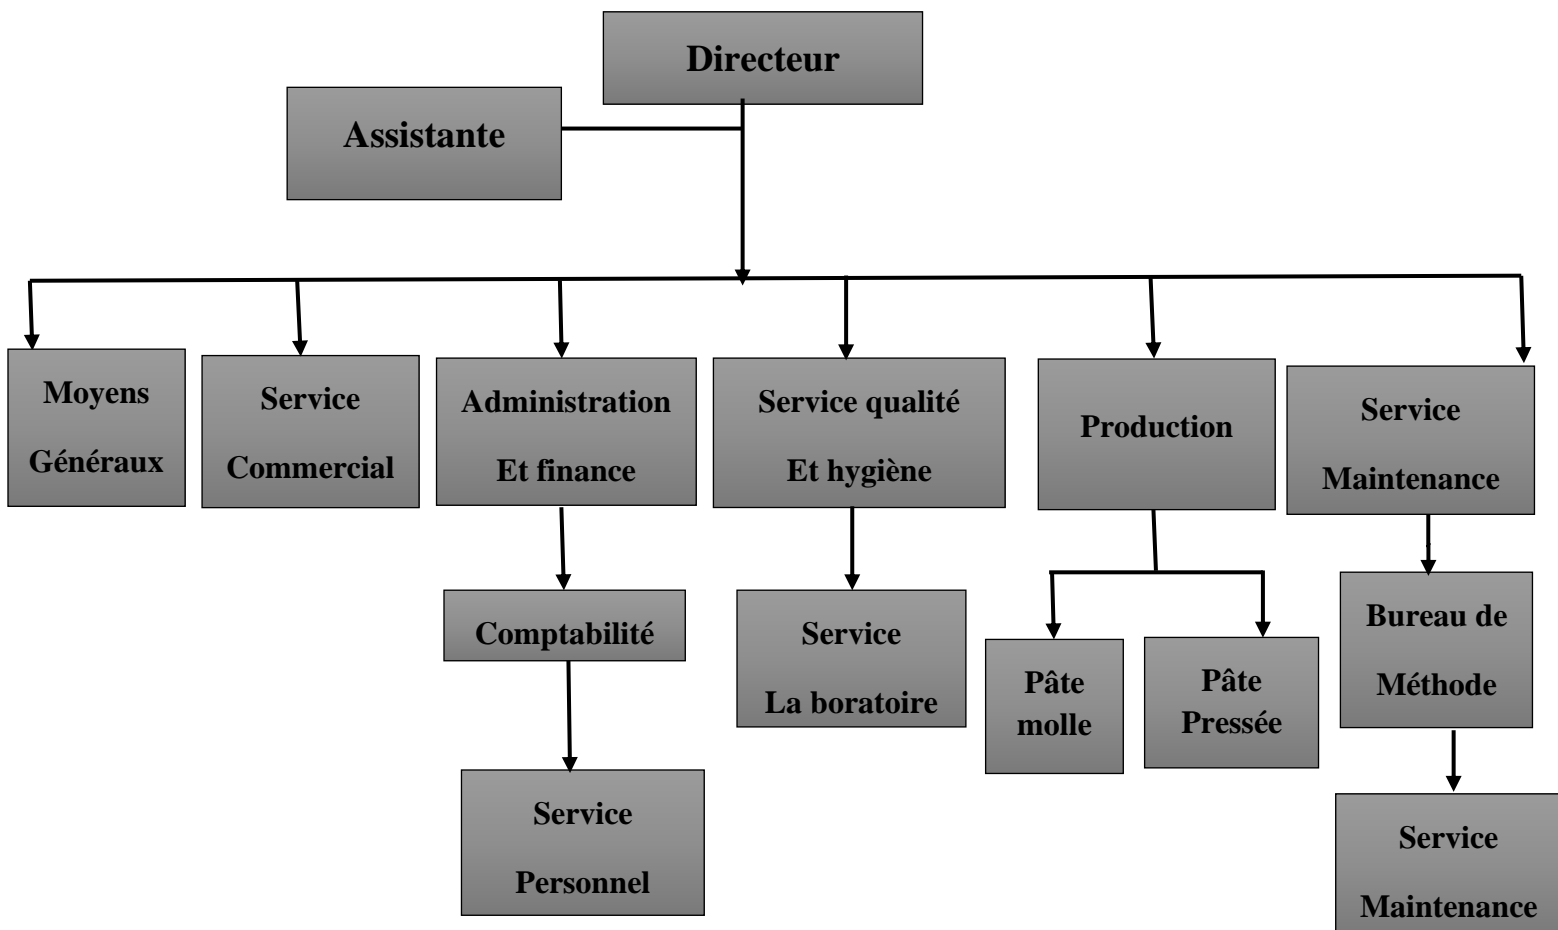 Directeur
Assistante
Moyens
Généraux
Service
Commercial
Administration
Et finance
Service qualité
Et hygiène
Production
Service
Maintenance
Comptabilité
Service
La boratoire
Pâte
molle
Pâte
Pressée
Bureau de
Méthode
Service
Personnel
Service
Maintenance